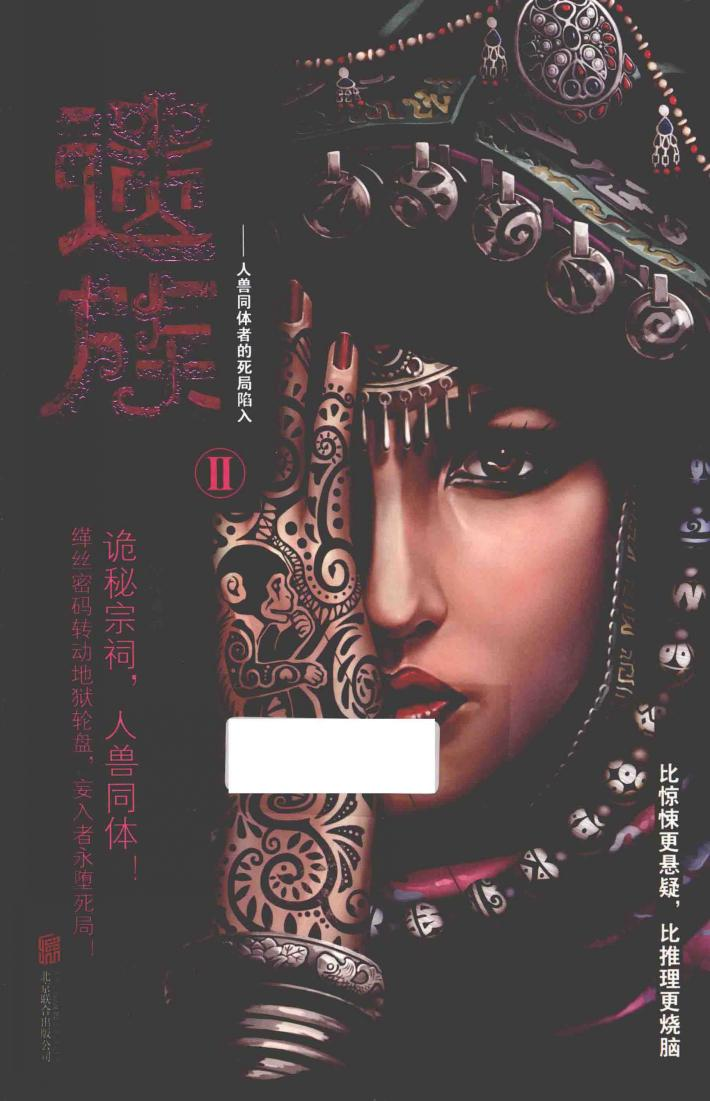 遗族
——人兽同体者的死局陷入
II
诡秘宗祠，人兽同体！
缂丝密码转动地狱轮盘，妄入者永堕死局！
比惊悚更悬疑，比推理更烧脑
北京联合出版公司